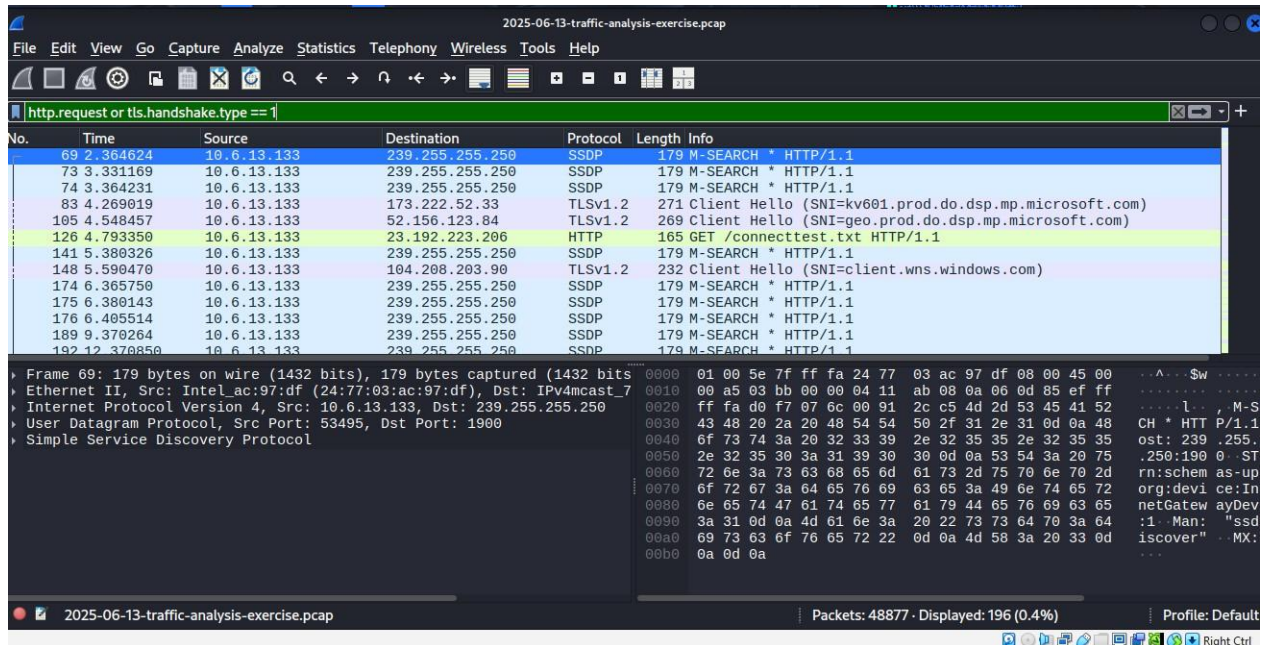 2025-06-13-traffic-analysis-exercise.pcap
File Edit View Go Capture Analyze Statistics Telephony Wireless Tools Help
http.request or tls.handshake.type == 1
No. Time Source Destination Protocol Length Info
69 2.364624 10.6.13.133 239.255.255.250 SSDP 179 M-SEARCH * HTTP/1.1
73 3.331169 10.6.13.133 239.255.255.250 SSDP 179 M-SEARCH * HTTP/1.1
74 3.364231 10.6.13.133 239.255.255.250 SSDP 179 M-SEARCH * HTTP/1.1
83 4.269019 10.6.13.133 173.222.52.33 TLSv1.2 271 Client Hello (SNI=kv601.prod.do.dsp.mp.microsoft.com)
105 4.548457 10.6.13.133 52.156.123.84 TLSv1.2 269 Client Hello (SNI=geo.prod.do.dsp.mp.microsoft.com)
126 4.793350 10.6.13.133 23.192.223.206 HTTP 165 GET /connecttest.txt HTTP/1.1
141 5.380326 10.6.13.133 239.255.255.250 SSDP 179 M-SEARCH * HTTP/1.1
148 5.590470 10.6.13.133 104.208.203.90 TLSv1.2 232 Client Hello (SNI=client.wns.windows.com)
174 6.365750 10.6.13.133 239.255.255.250 SSDP 179 M-SEARCH * HTTP/1.1
175 6.380143 10.6.13.133 239.255.255.250 SSDP 179 M-SEARCH * HTTP/1.1
176 6.405514 10.6.13.133 239.255.255.250 SSDP 179 M-SEARCH * HTTP/1.1
189 9.370264 10.6.13.133 239.255.255.250 SSDP 179 M-SEARCH * HTTP/1.1
192 12.370850 10.6.13.133 239.255.255.250 SSDP 179 M-SEARCH * HTTP/1.1
Frame 69: 179 bytes on wire (1432 bits), 179 bytes captured (1432 bits
Ethernet II, Src: Intel_ac:97:df (24:77:03:ac:97:df), Dst: IPv4mcast_7
Internet Protocol Version 4, Src: 10.6.13.133, Dst: 239.255.255.250
User Datagram Protocol, Src Port: 53495, Dst Port: 1900
Simple Service Discovery Protocol
0000 01 00 5e 7f ff fa 24 77 03 ac 97 df 08 00 45 00 ··^···$w ·····
0010 00 a5 03 bb 00 00 04 11 ab 08 0a 06 0d 85 ef ff ········ ·····
0020 ff fa d0 f7 07 6c 00 91 2c c5 4d 2d 53 45 41 52 ·····l·· ,·M-S
0030 43 48 20 2a 20 48 54 54 50 2f 31 2e 31 0d 0a 48 CH * HTT P/1.1
0040 6f 73 74 3a 20 32 33 39 2e 32 35 35 2e 32 35 35 ost: 239 .255.
0050 2e 32 35 30 3a 31 39 30 30 0d 0a 53 54 3a 20 75 .250:190 0··ST
0060 72 6e 3a 73 63 68 65 6d 61 73 2d 75 70 6e 70 2d rn:schem as-up
0070 6f 72 67 3a 64 65 76 69 63 65 3a 49 6e 74 65 72 org:devi ce:In
0080 6e 65 74 47 61 74 65 77 61 79 44 65 76 69 63 65 netGatew ayDev
0090 3a 31 0d 0a 4d 61 6e 3a 20 22 73 73 64 70 3a 64 :1··Man: "ssd
00a0 69 73 63 6f 76 65 72 22 0d 0a 4d 58 3a 20 33 0d iscover" ··MX:
00b0 0a 0d 0a ···
2025-06-13-traffic-analysis-exercise.pcap
Packets: 48877 · Displayed: 196 (0.4%)
Profile: Default
Right Ctrl